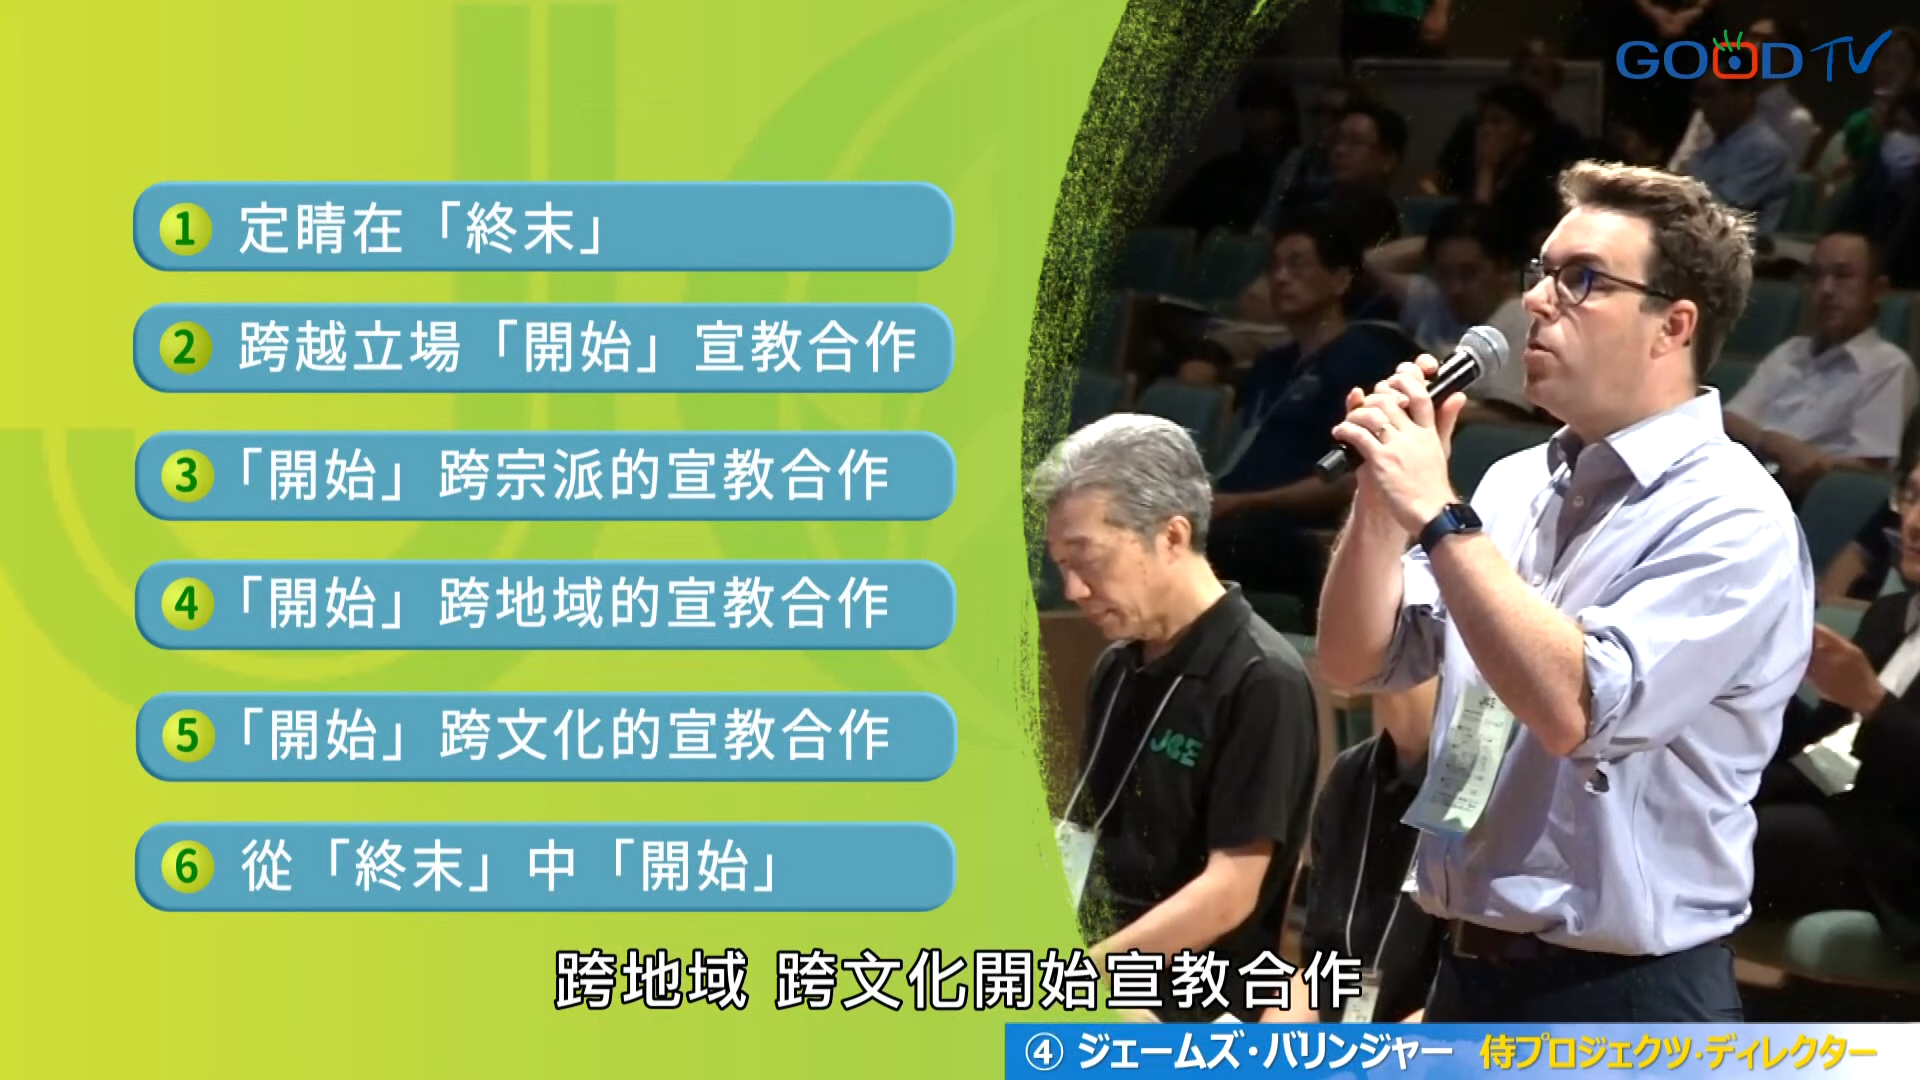 GOOD TV
1 定睛在「終末」
2 跨越立場「開始」宣教合作
3 「開始」跨宗派的宣教合作
4 「開始」跨地域的宣教合作
5 「開始」跨文化的宣教合作
6 從「終末」中「開始」
JCE
跨地域 跨文化開始宣教合作
④ ジェームズ・バリンジャー 侍プロジェクツ・ディレクター